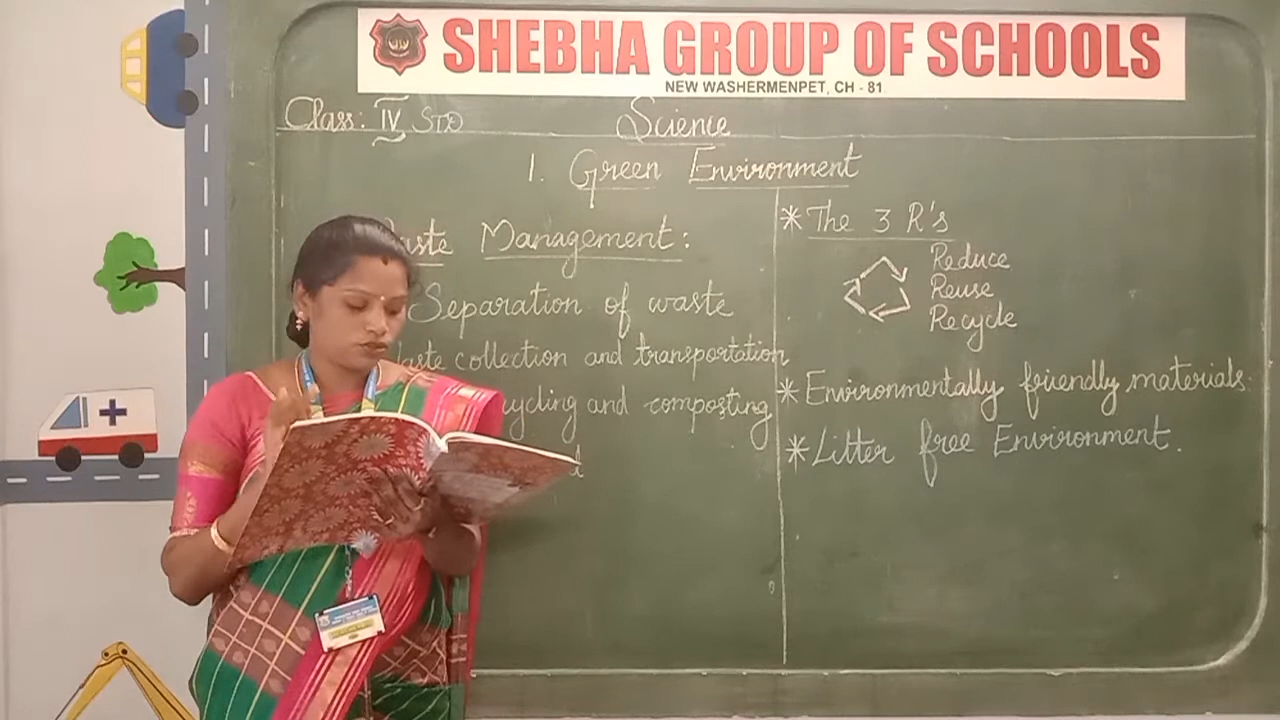 SHEBHA GROUP OF SCHOOLS
NEW WASHERMENPET, CH - 81
Class: IV STD
Science
1. Green Environment
Management:
Separation of waste
collection and transportation
and composting
* The 3 R's
Reduce
Reuse
Recycle
* Environmentally friendly materials.
* Litter free Environment.